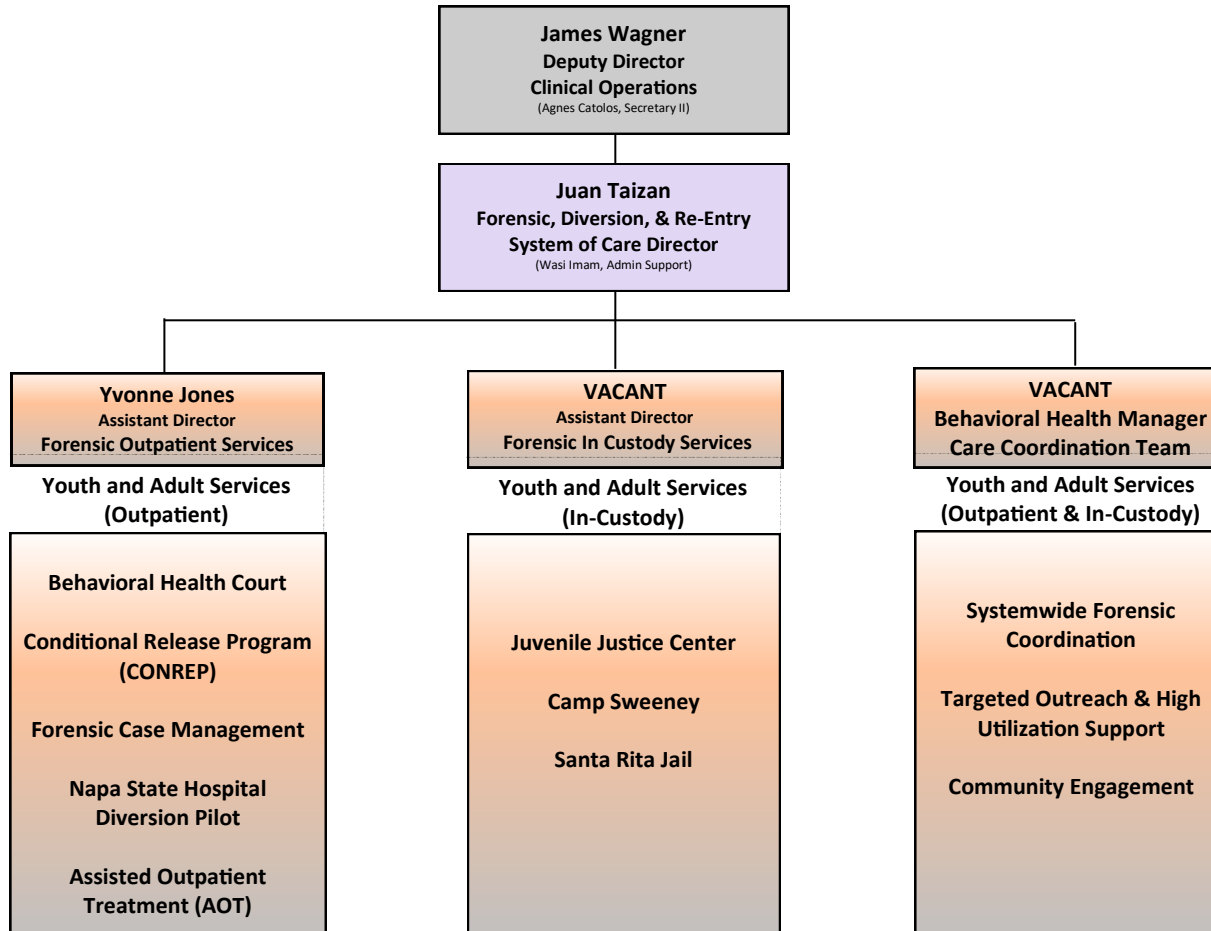 James Wagner
Deputy Director
Clinical Operations
(Agnes Catolos, Secretary II)
Juan Taizan
Forensic, Diversion, & Re-Entry
System of Care Director
(Wasi Imam, Admin Support)
Yvonne Jones
Assistant Director
Forensic Outpatient Services
Youth and Adult Services
(Outpatient)
Behavioral Health Court
Conditional Release Program
(CONREP)
Forensic Case Management
Napa State Hospital
Diversion Pilot
Assisted Outpatient
Treatment (AOT)
VACANT
Assistant Director
Forensic In Custody Services
Youth and Adult Services
(In-Custody)
Juvenile Justice Center
Camp Sweeney
Santa Rita Jail
VACANT
Behavioral Health Manager
Care Coordination Team
Youth and Adult Services
(Outpatient & In-Custody)
Systemwide Forensic
Coordination
Targeted Outreach & High
Utilization Support
Community Engagement